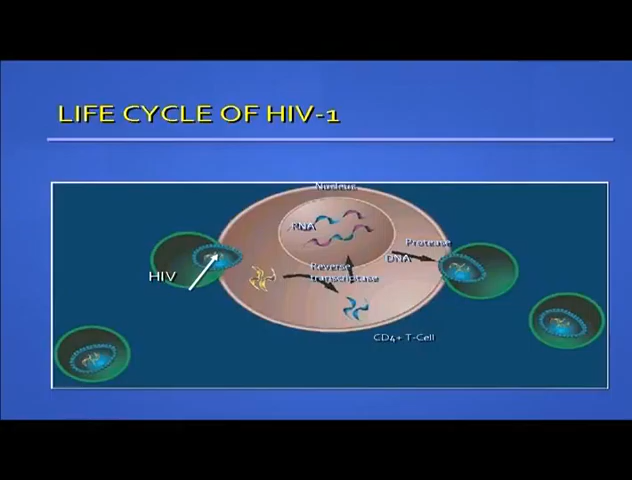 LIFE CYCLE OF HIV-1
Nucleus
RNA
Protease
DNA
HIV
Reverse
transcriptase
CD4+ T-Cell